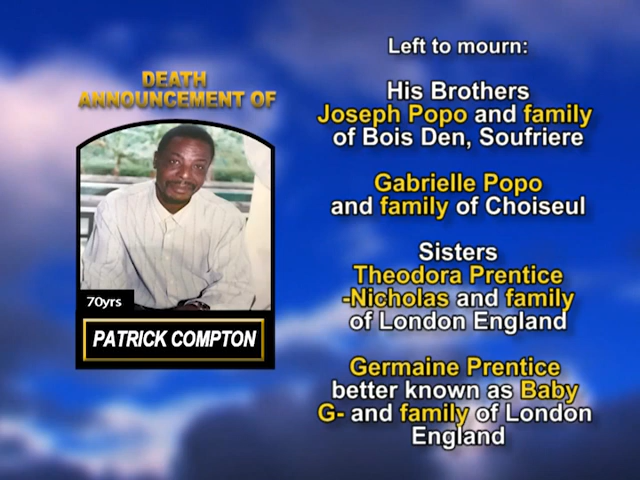 DEATH
ANNOUNCEMENT OF
70yrs
PATRICK COMPTON
Left to mourn:
His Brothers
Joseph Popo and family
of Bois Den, Soufriere
Gabrielle Popo
and family of Choiseul
Sisters
Theodora Prentice
-Nicholas and family
of London England
Germaine Prentice
better known as Baby
G- and family of London
England